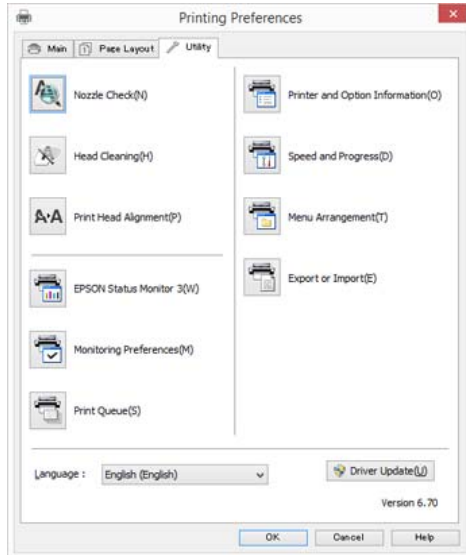 Printing Preferences
Main
Page Layout
Utility
Nozzle Check(N)
Head Cleaning(H)
Print Head Alignment(P)
EPSON Status Monitor 3(W)
Monitoring Preferences(M)
Print Queue(S)
Printer and Option Information(O)
Speed and Progress(D)
Menu Arrangement(T)
Export or Import(E)
Language :
English (English)
Driver Update(U)
Version 6.70
OK
Cancel
Help